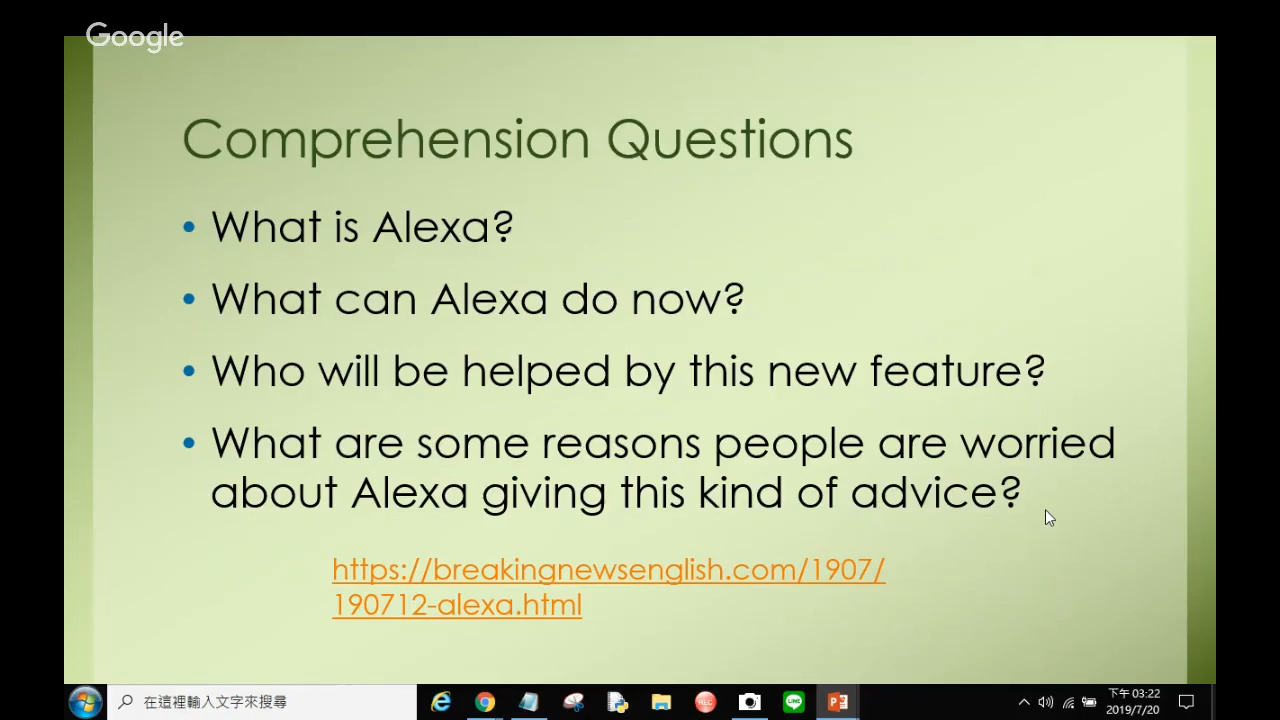 Google
Comprehension Questions
• What is Alexa?
• What can Alexa do now?
• Who will be helped by this new feature?
• What are some reasons people are worried
about Alexa giving this kind of advice?
https://breakingnewsenglish.com/1907/
190712-alexa.html
在這裡輸入文字來搜尋
下午 03:22
2019/7/20